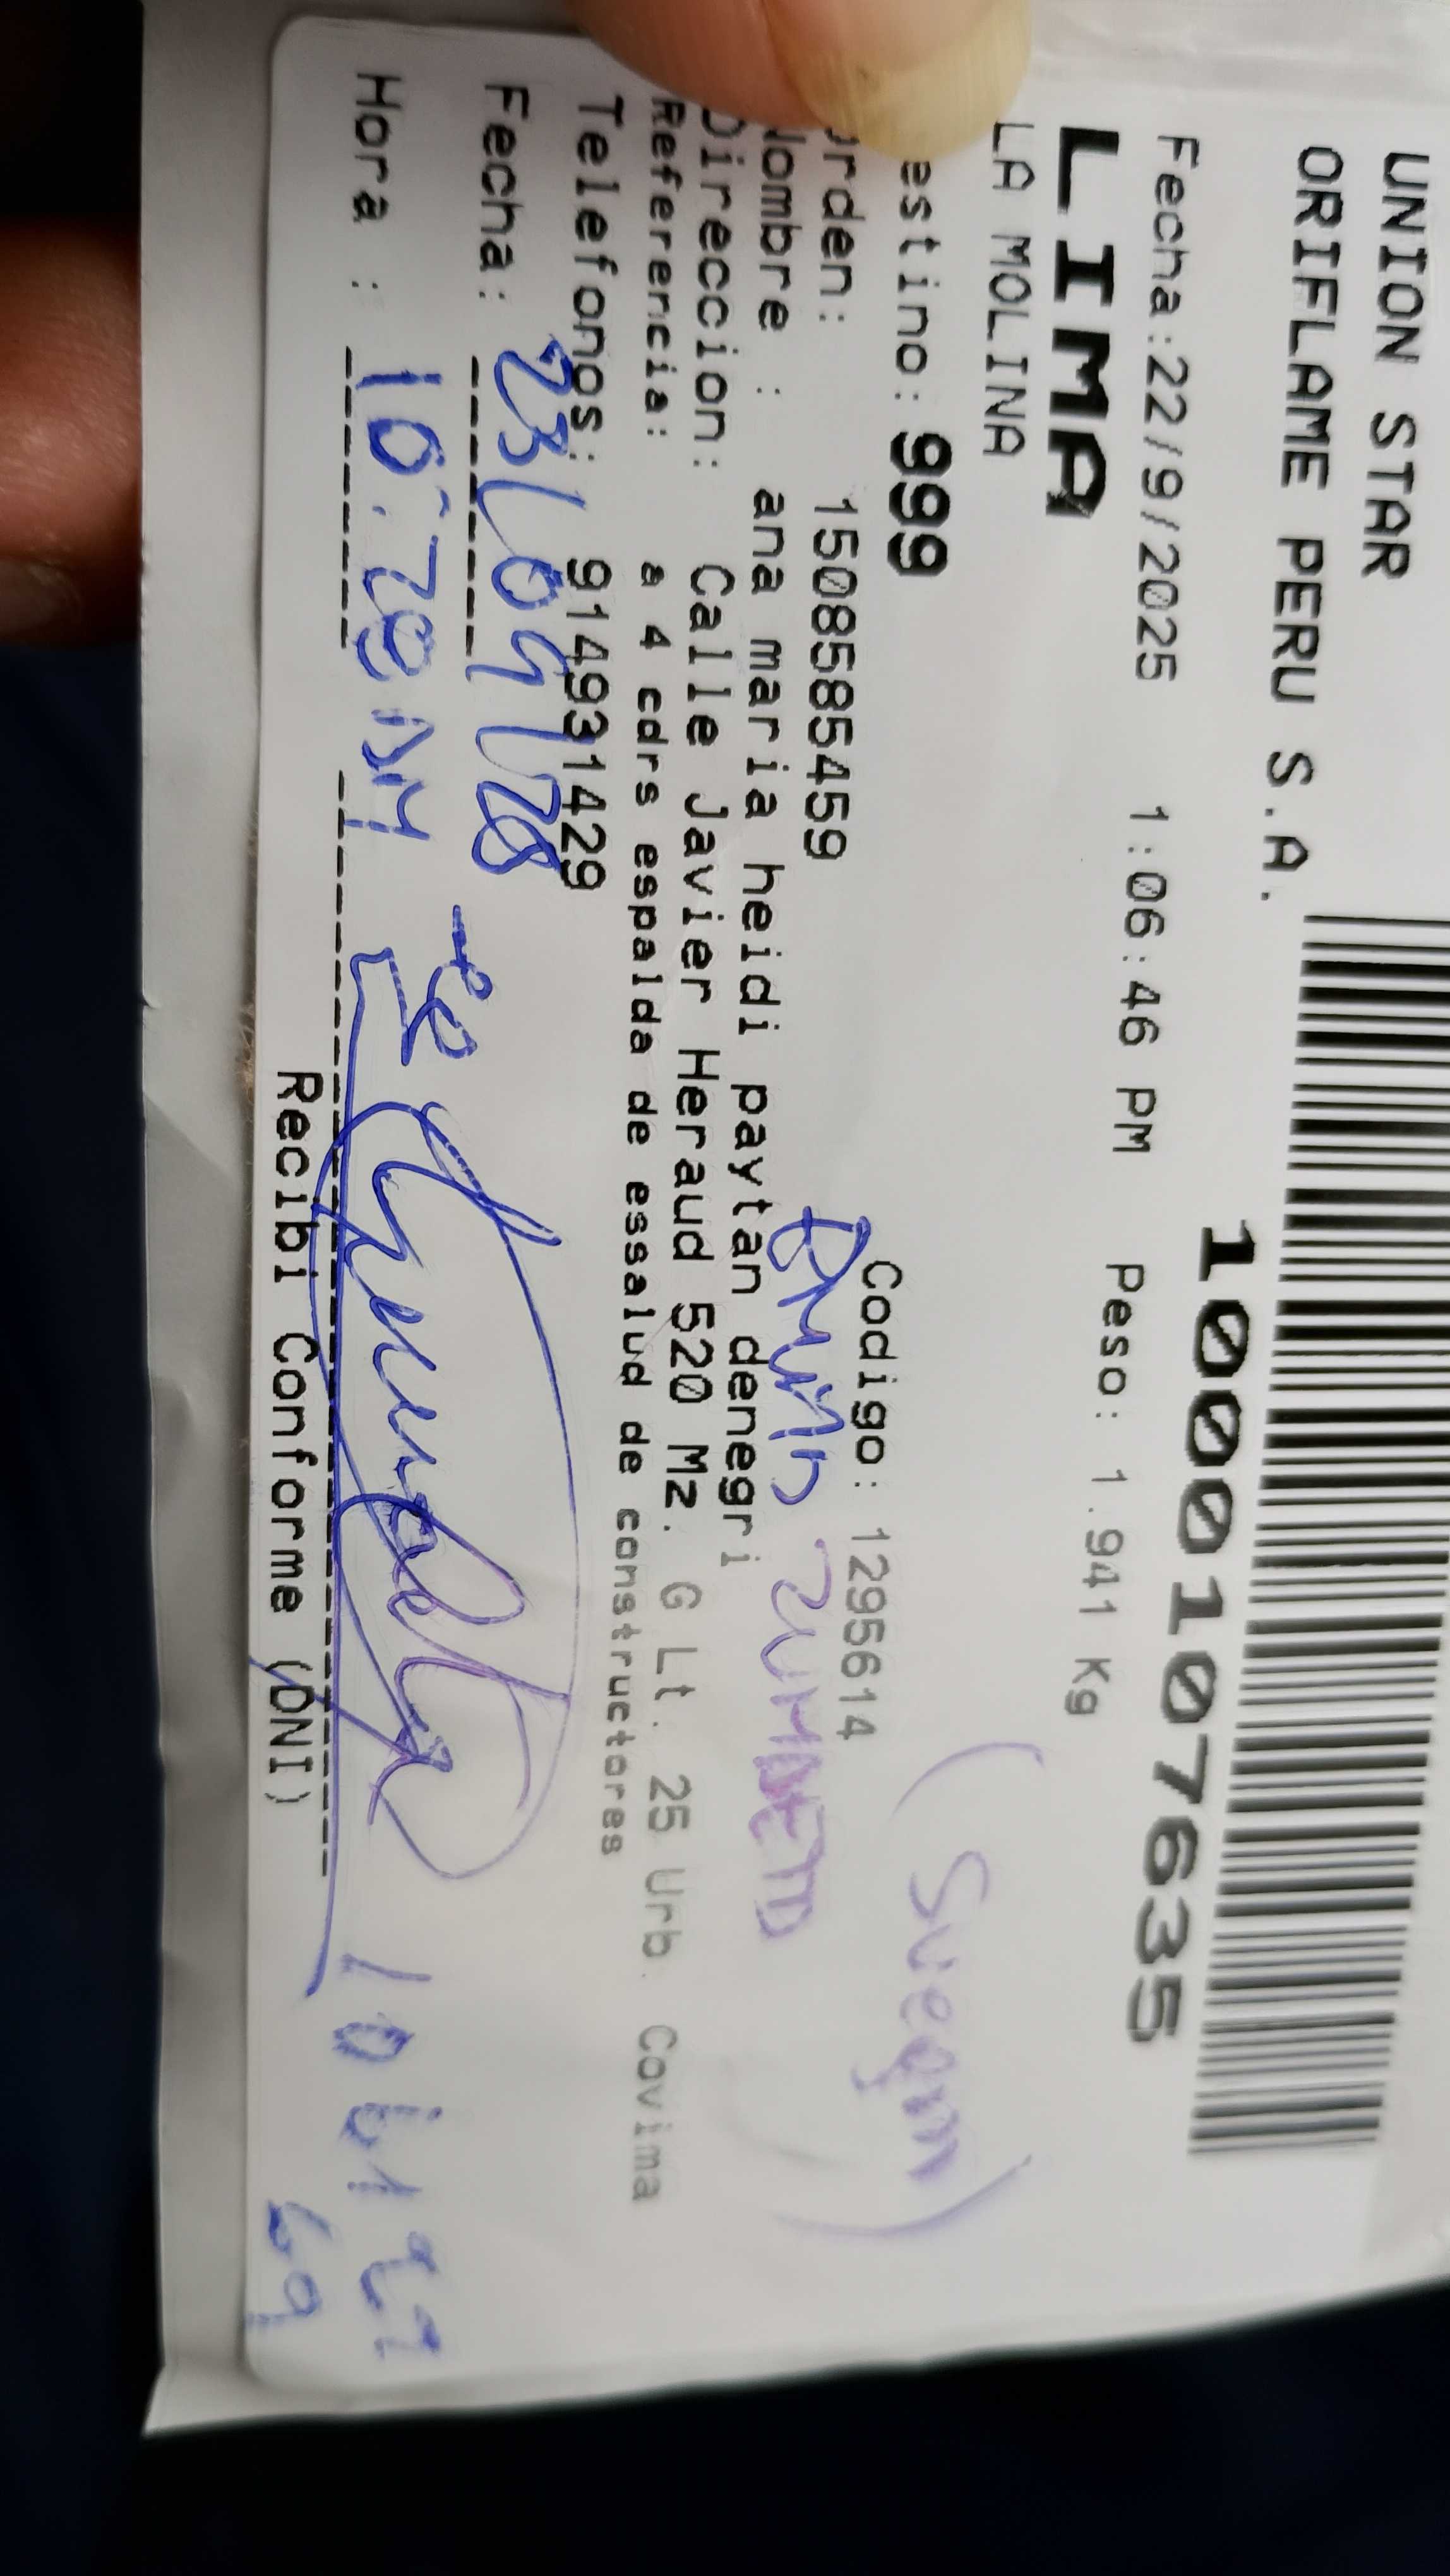 UNION STAR
ORIFLAME PERU S.A.
100010107635
Fecha:22/9/2025 1:06:46 PM Peso: 1.941 Kg
LIMA
LA MOLINA
(Suegra)
estino: 999 Codigo: 1295614
rden: 15085885459
ombre : ana maria heidi paytan denegri
Direccion: Calle Javier Heraud 520 Mz. G Lt. 25 Urb. Covima
Referencia: a 4 cdrs espalda de essalud de constructores
Telefonos: 914931429
Fecha: 23/09/25
Hora : 10:28 AM
Recibi Conforme (DNI)